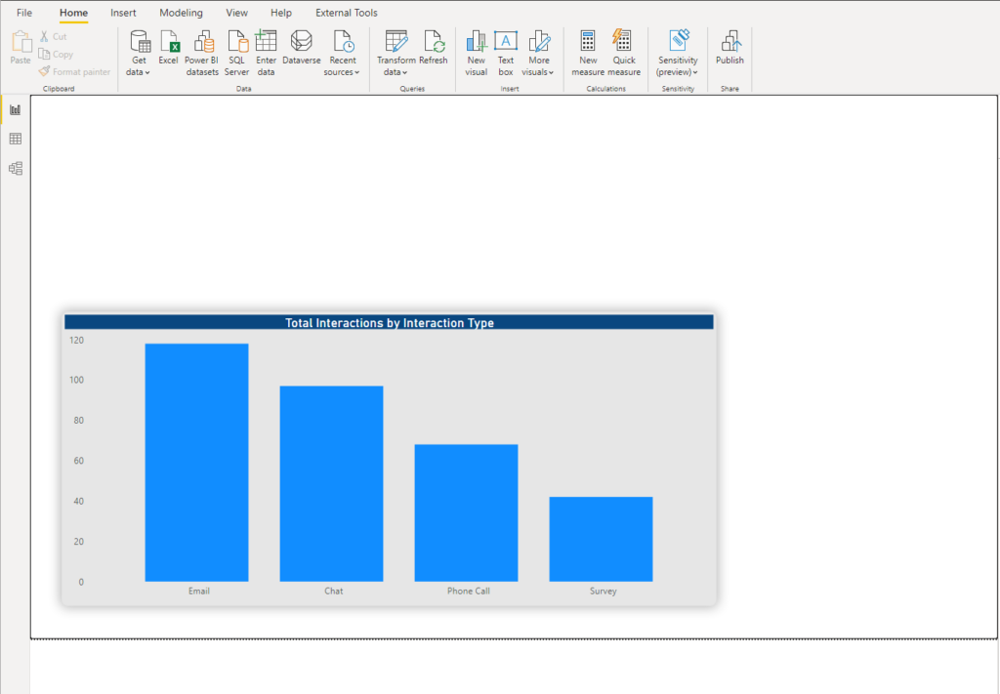 File Home Insert Modeling View Help External Tools
Paste
Cut
Copy
Format painter
Clipboard
Get data
Excel
Power BI datasets
SQL Server
Enter data
Dataverse
Recent sources
Data
Transform data
Refresh
Queries
New visual
Text box
More visuals
Insert
New measure
Quick measure
Calculations
Sensitivity (preview)
Sensitivity
Publish
Share
Total Interactions by Interaction Type
120
100
80
60
40
20
0
Email Chat Phone Call Survey